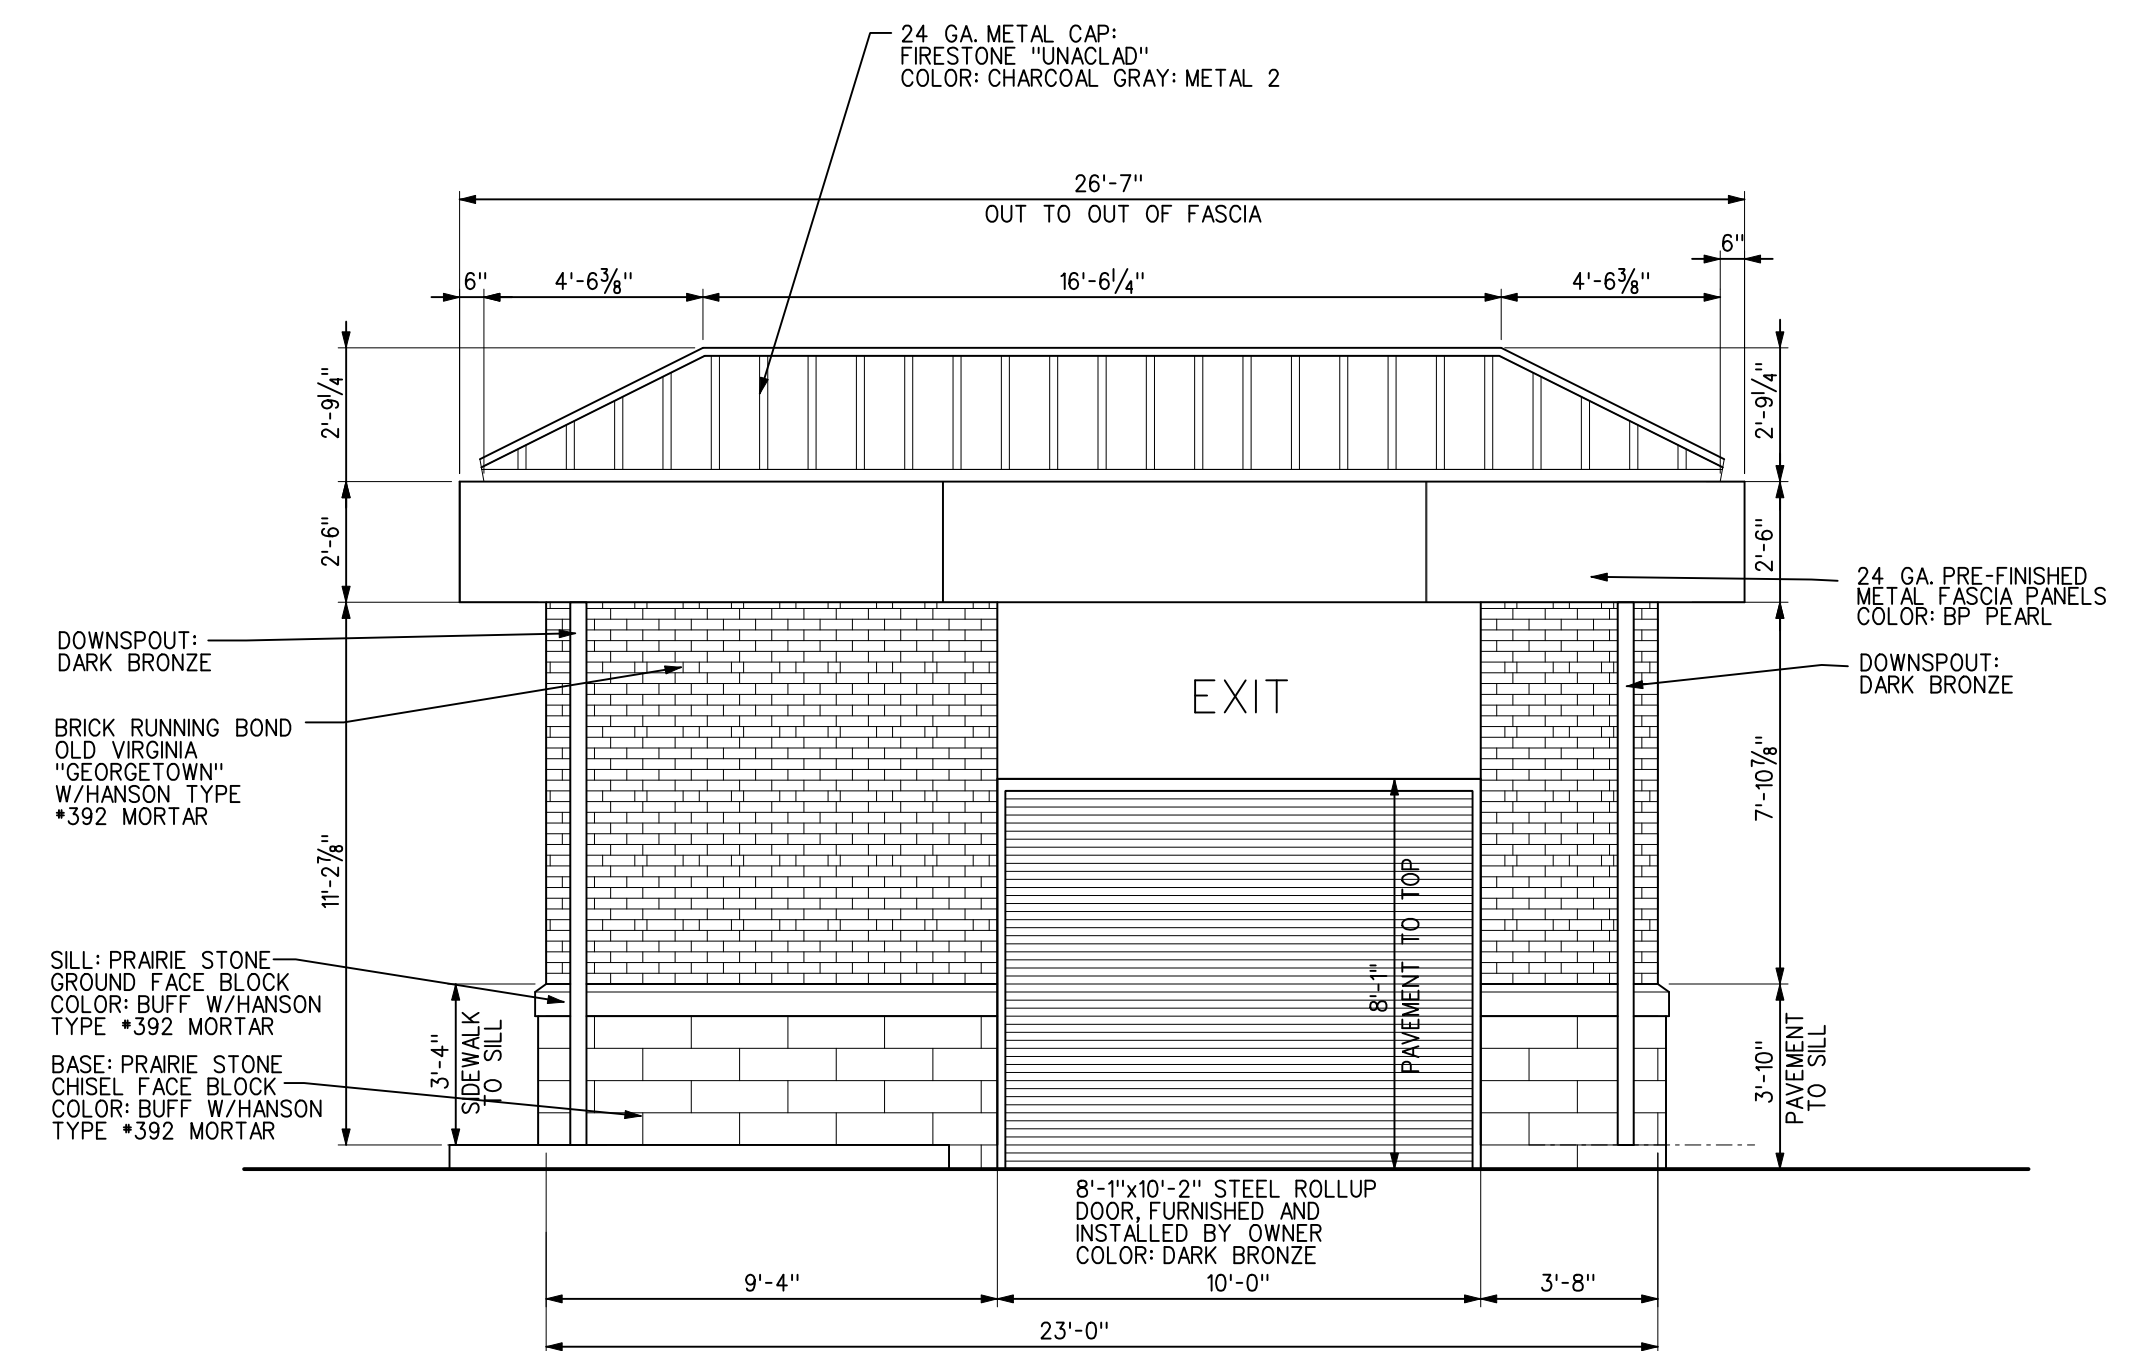 24 GA. METAL CAP:
FIRESTONE "UNACLAD"
COLOR: CHARCOAL GRAY: METAL 2
26'-7"
OUT TO OUT OF FASCIA
6"
6"
4'-6⅜"
16'-6¼"
4'-6⅜"
2'-9¼"
2'-9¼"
2'-6"
2'-6"
24 GA. PRE-FINISHED
METAL FASCIA PANELS
COLOR: BP PEARL
DOWNSPOUT:
DARK BRONZE
DOWNSPOUT:
DARK BRONZE
EXIT
BRICK RUNNING BOND
OLD VIRGINIA
"GEORGETOWN"
W/HANSON TYPE
#392 MORTAR
7'-10⅞"
11'-2⅞"
8'-1"
PAVEMENT TO TOP
SILL: PRAIRIE STONE
GROUND FACE BLOCK
COLOR: BUFF W/HANSON
TYPE #392 MORTAR
3'-4"
SIDEWALK
TO SILL
3'-10"
PAVEMENT
TO SILL
BASE: PRAIRIE STONE
CHISEL FACE BLOCK
COLOR: BUFF W/HANSON
TYPE #392 MORTAR
8'-1"x10'-2" STEEL ROLLUP
DOOR, FURNISHED AND
INSTALLED BY OWNER
COLOR: DARK BRONZE
9'-4"
10'-0"
3'-8"
23'-0"